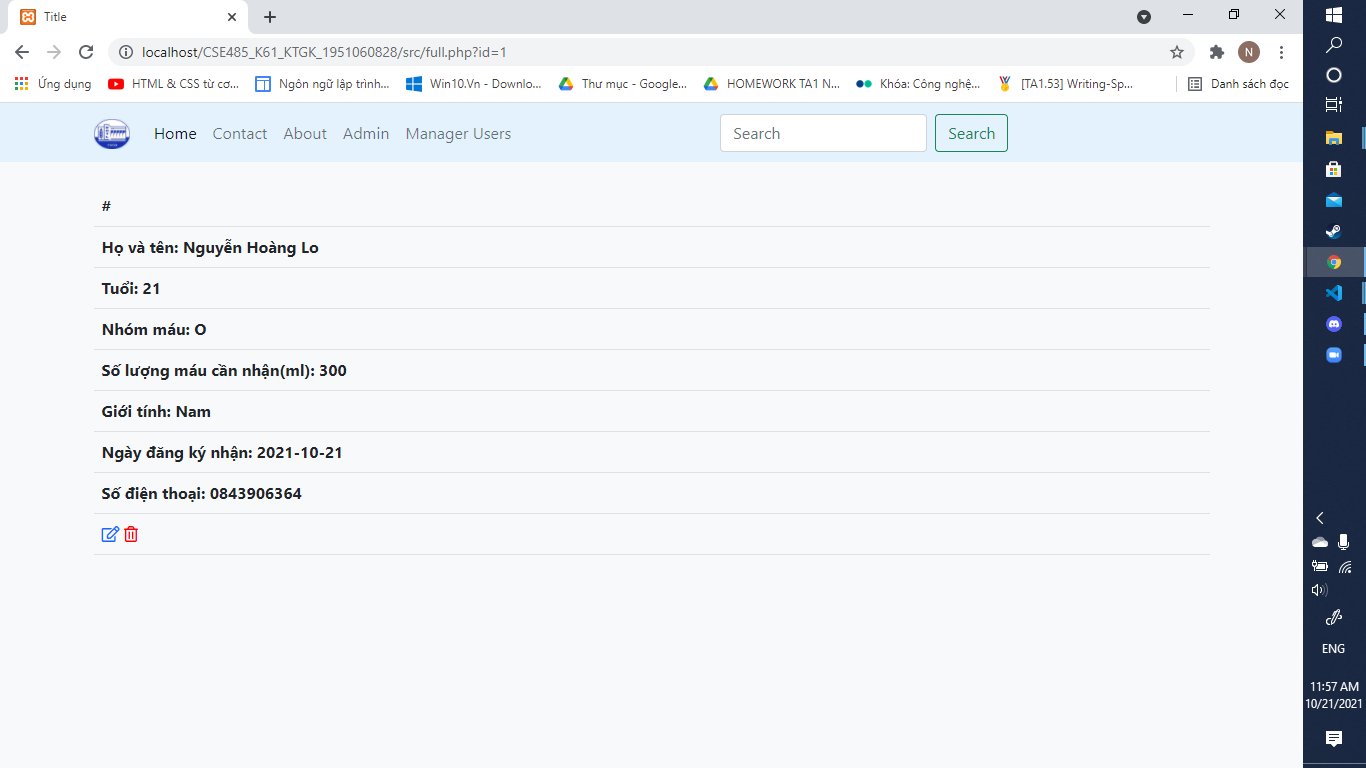 Title
localhost/CSE485_K61_KTGK_1951060828/src/full.php?id=1
N
Ứng dụng
HTML & CSS từ cơ...
Ngôn ngữ lập trình...
Win10.Vn - Downlo...
Thư mục - Google...
HOMEWORK TA1 N...
Khóa: Công nghệ,...
[TA1.53] Writing-Sp...
Danh sách đọc
Home Contact About Admin Manager Users
Search
Search
#
Họ và tên: Nguyễn Hoàng Lo
Tuổi: 21
Nhóm máu: O
Số lượng máu cần nhận(ml): 300
Giới tính: Nam
Ngày đăng ký nhận: 2021-10-21
Số điện thoại: 0843906364
ENG
11:57 AM
10/21/2021